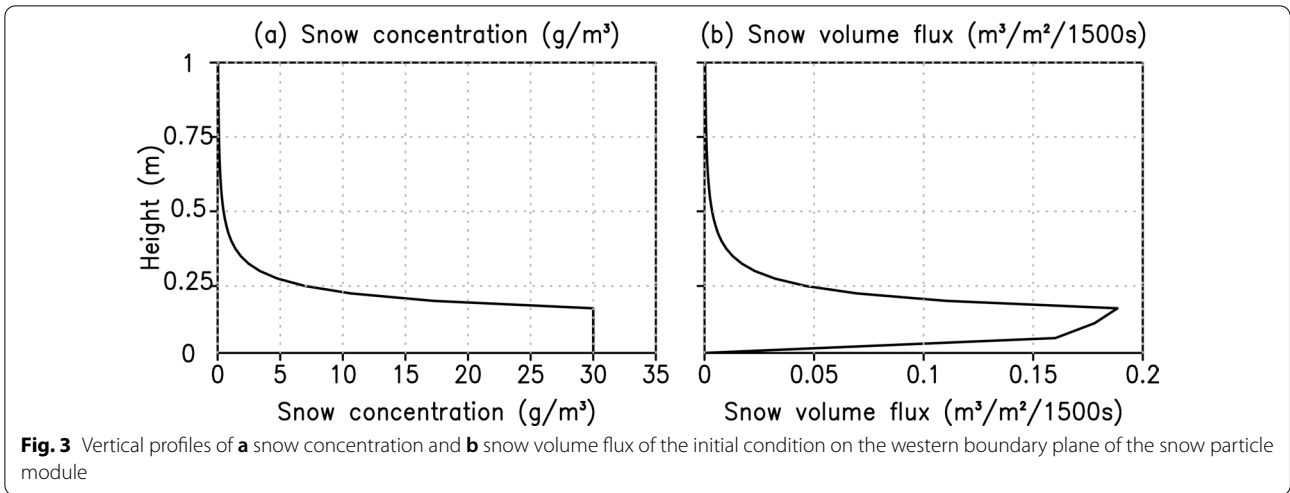 (a) Snow concentration (g/m³)
(b) Snow volume flux (m³/m²/1500s)
1
0.75
0.5
0.25
0
Height (m)
0 5 10 15 20 25 30 35
0 0.05 0.1 0.15 0.2
Snow concentration (g/m³)
Snow volume flux (m³/m²/1500s)
Fig. 3 Vertical profiles of a snow concentration and b snow volume flux of the initial condition on the western boundary plane of the snow particle
module